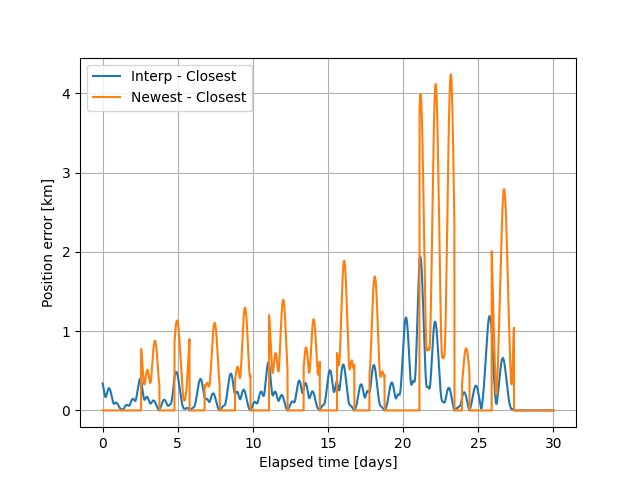 Interp - Closest
Newest - Closest
Position error [km]
4
3
2
1
0
0 5 10 15 20 25 30
Elapsed time [days]